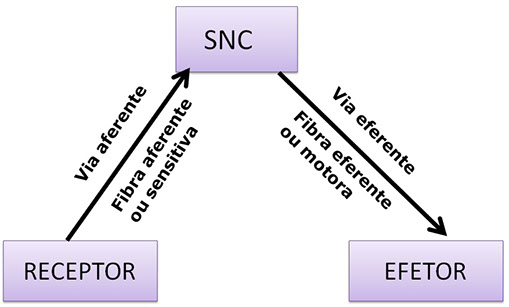 SNC
Via aferente
Fibra aferente
ou sensitiva
Via eferente
Fibra eferente
ou motora
RECEPTOR
EFETOR